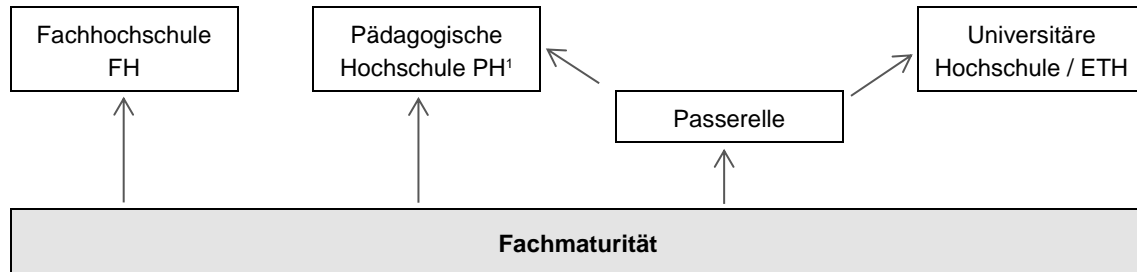 Fachhochschule
FH
Pädagogische
Hochschule PH¹
Universitäre
Hochschule / ETH
Passerelle
Fachmaturität